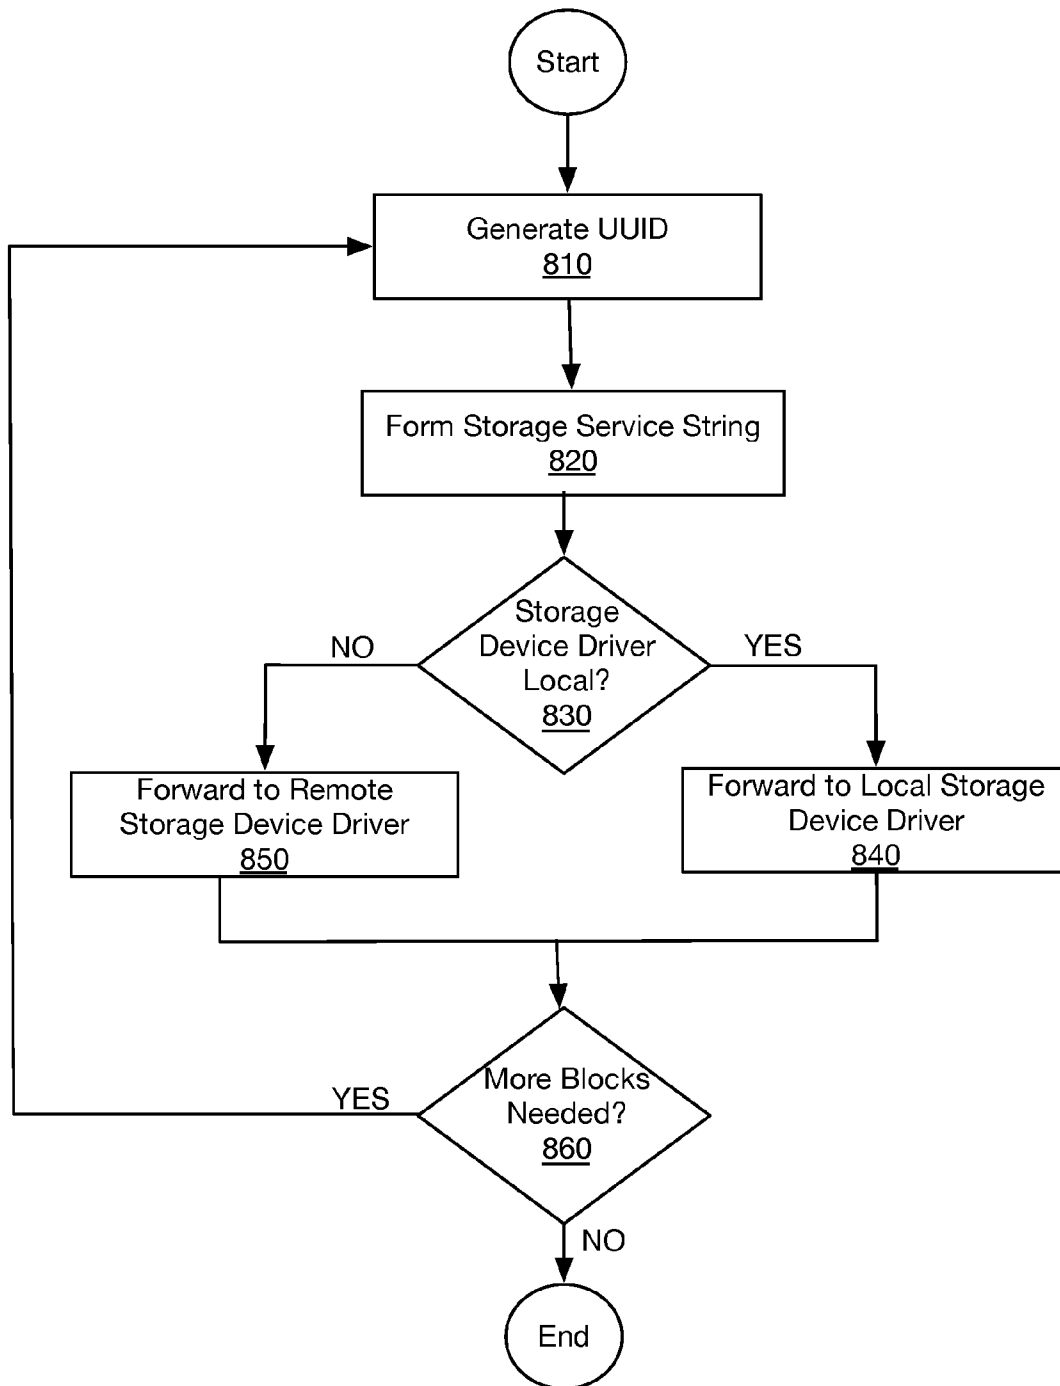 Start
Generate UUID
810
Form Storage Service String
820
Storage
Device Driver
Local?
830
NO
YES
Forward to Remote
Storage Device Driver
850
Forward to Local Storage
Device Driver
840
More Blocks
Needed?
860
YES
NO
End